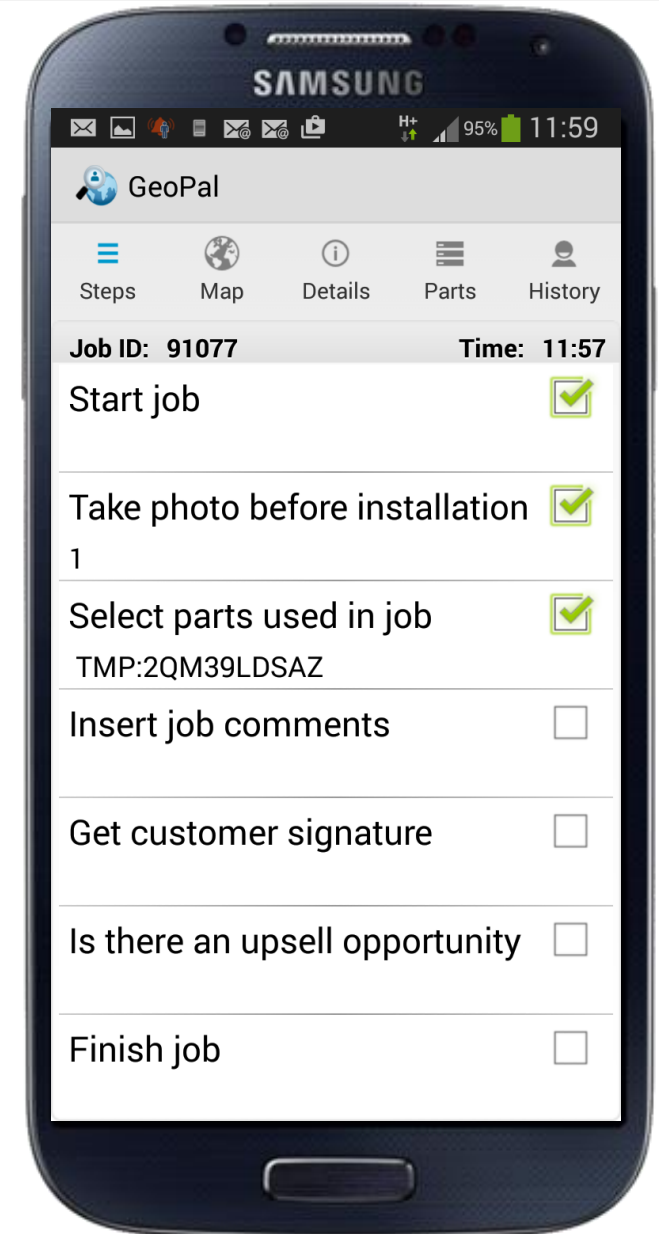 SAMSUNG
H+ 95% 11:59
GeoPal
Steps Map Details Parts History
Job ID: 91077 Time: 11:57
Start job
Take photo before installation
1
Select parts used in job
TMP:2QM39LDSAZ
Insert job comments
Get customer signature
Is there an upsell opportunity
Finish job